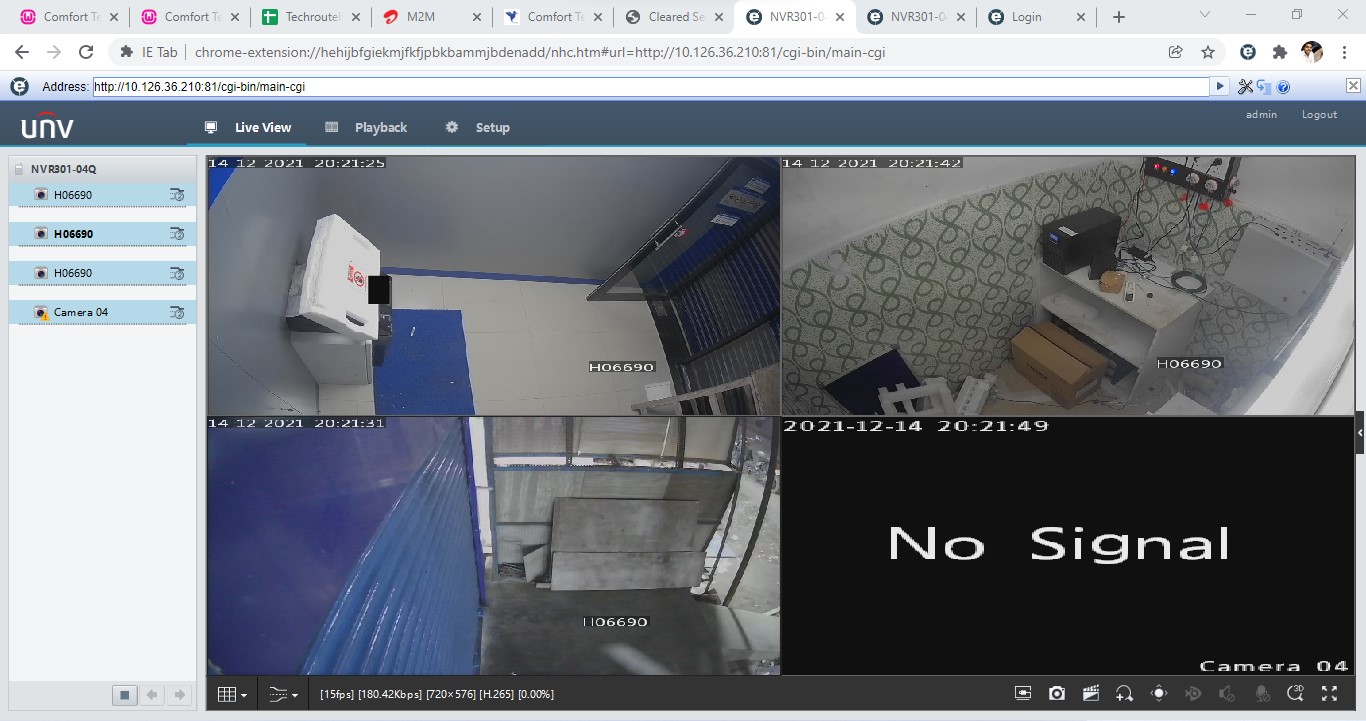 Comfort Te
Comfort Te
Techroutel
M2M
Comfort Te
Cleared Se
NVR301-0
NVR301-0
Login
IE Tab
chrome-extension://hehijbfgiekmjfkfjpbkbammjbdenadd/nhc.htm#url=http://10.126.36.210:81/cgi-bin/main-cgi
Address: http://10.126.36.210:81/cgi-bin/main-cgi
unv
Live View
Playback
Setup
admin
Logout
NVR301-04Q
H06690
H06690
H06690
Camera 04
14 12 2021 20:21:25
H06690
14 12 2021 20:21:42
H06690
14 12 2021 20:21:31
H06690
2021-12-14 20:21:49
No Signal
Camera 04
[15fps] [180.42Kbps] [720×576] [H.265] [0.00%]
3D